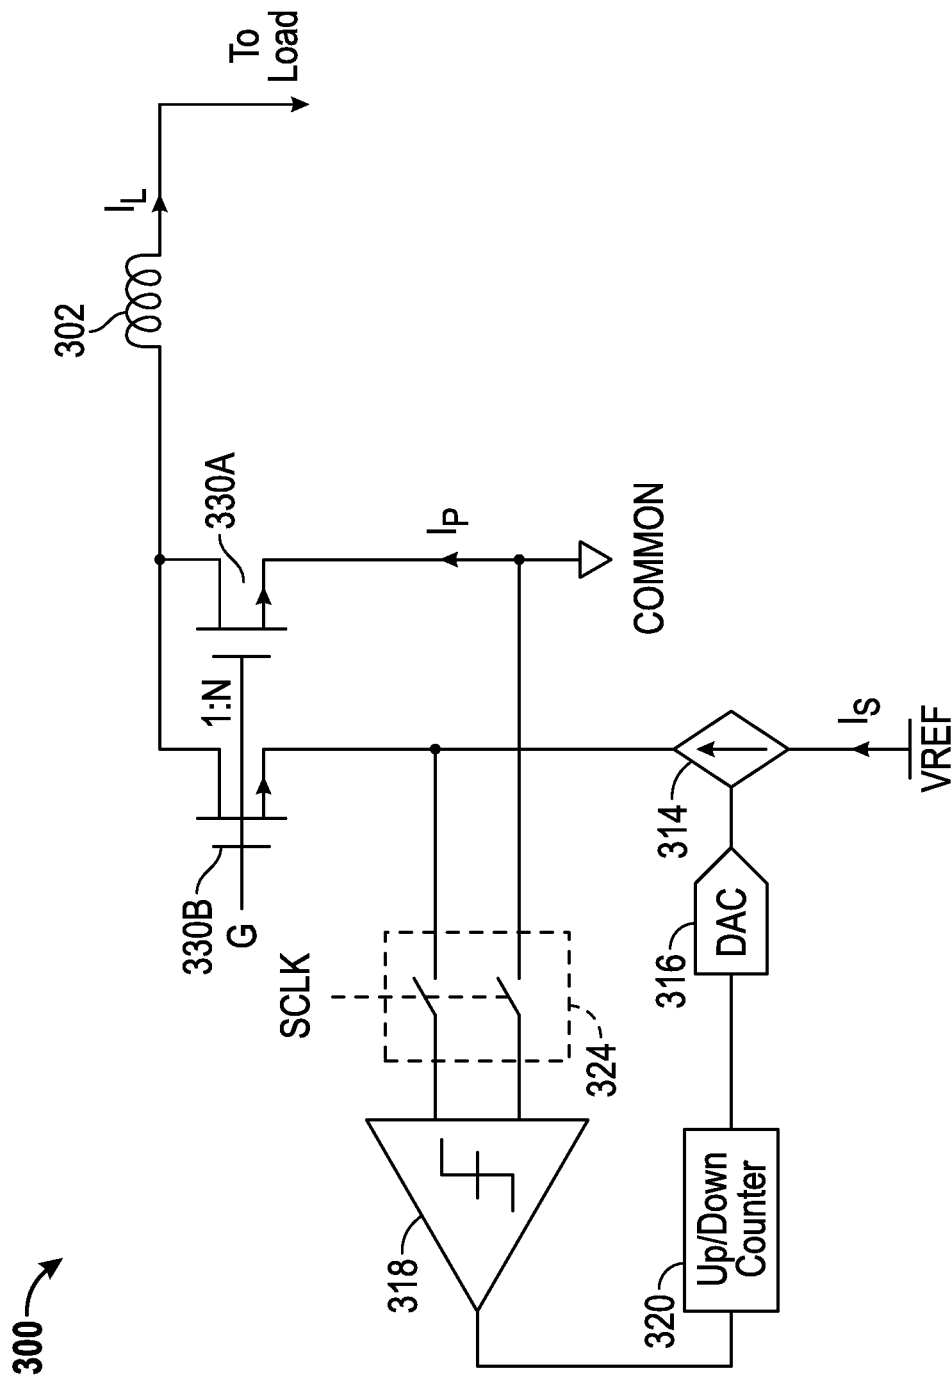 300
302
I_L
To
Load
330A
1:N
330B
G
I_P
COMMON
SCLK
324
318
314
I_S
VREF
316
DAC
320
Up/Down
Counter